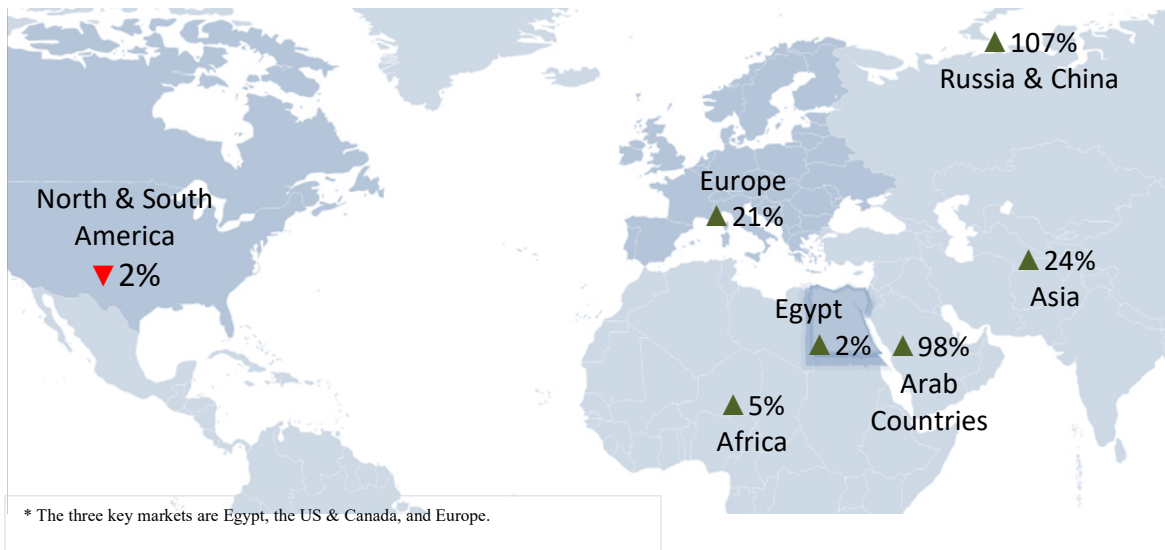 ▲ 107%
Russia & China
North & South
America
▼ 2%
Europe
▲ 21%
▲ 24%
Asia
Egypt
▲ 2%
▲ 98%
Arab
Countries
▲ 5%
Africa
* The three key markets are Egypt, the US & Canada, and Europe.